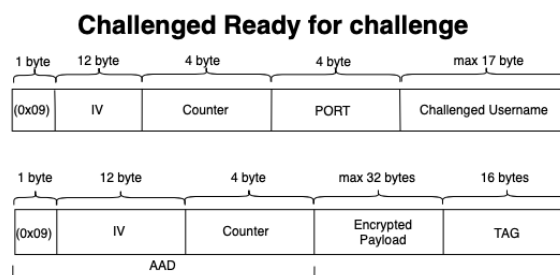 Challenged Ready for challenge
1 byte 12 byte 4 byte 4 byte max 17 byte
(0x09) IV Counter PORT Challenged Username
1 byte 12 byte 4 byte max 32 bytes 16 bytes
(0x09) IV Counter Encrypted Payload TAG
AAD